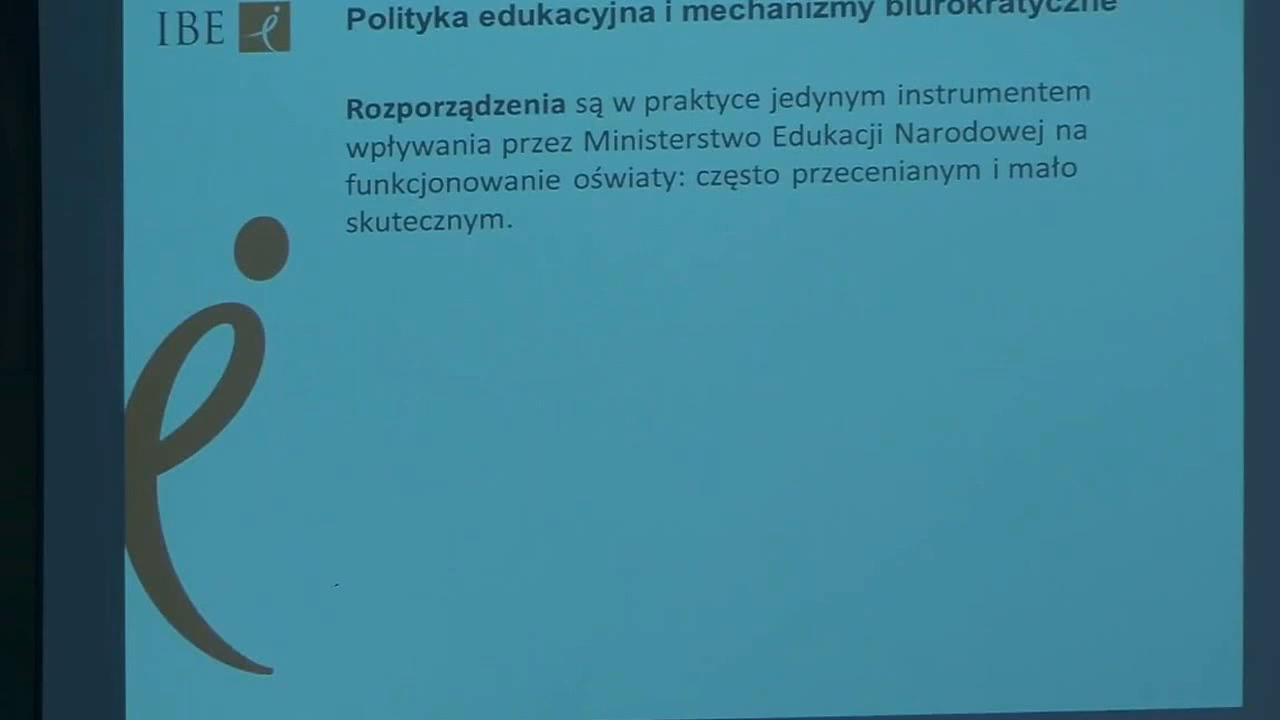 IBE
Polityka edukacyjna i mechanizmy biurokratyczne
Rozporządzenia są w praktyce jedynym instrumentem
wpływania przez Ministerstwo Edukacji Narodowej na
funkcjonowanie oświaty: często przecenianym i mało
skutecznym.